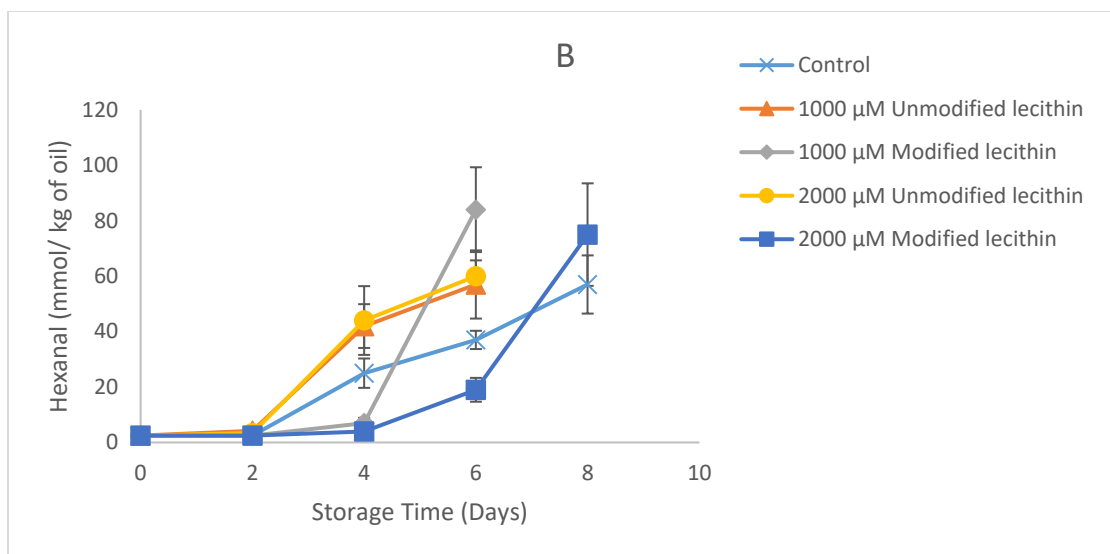 B
Control
1000 µM Unmodified lecithin
1000 µM Modified lecithin
2000 µM Unmodified lecithin
2000 µM Modified lecithin
Hexanal (mmol/ kg of oil)
120
100
80
60
40
20
0
0 2 4 6 8 10
Storage Time (Days)